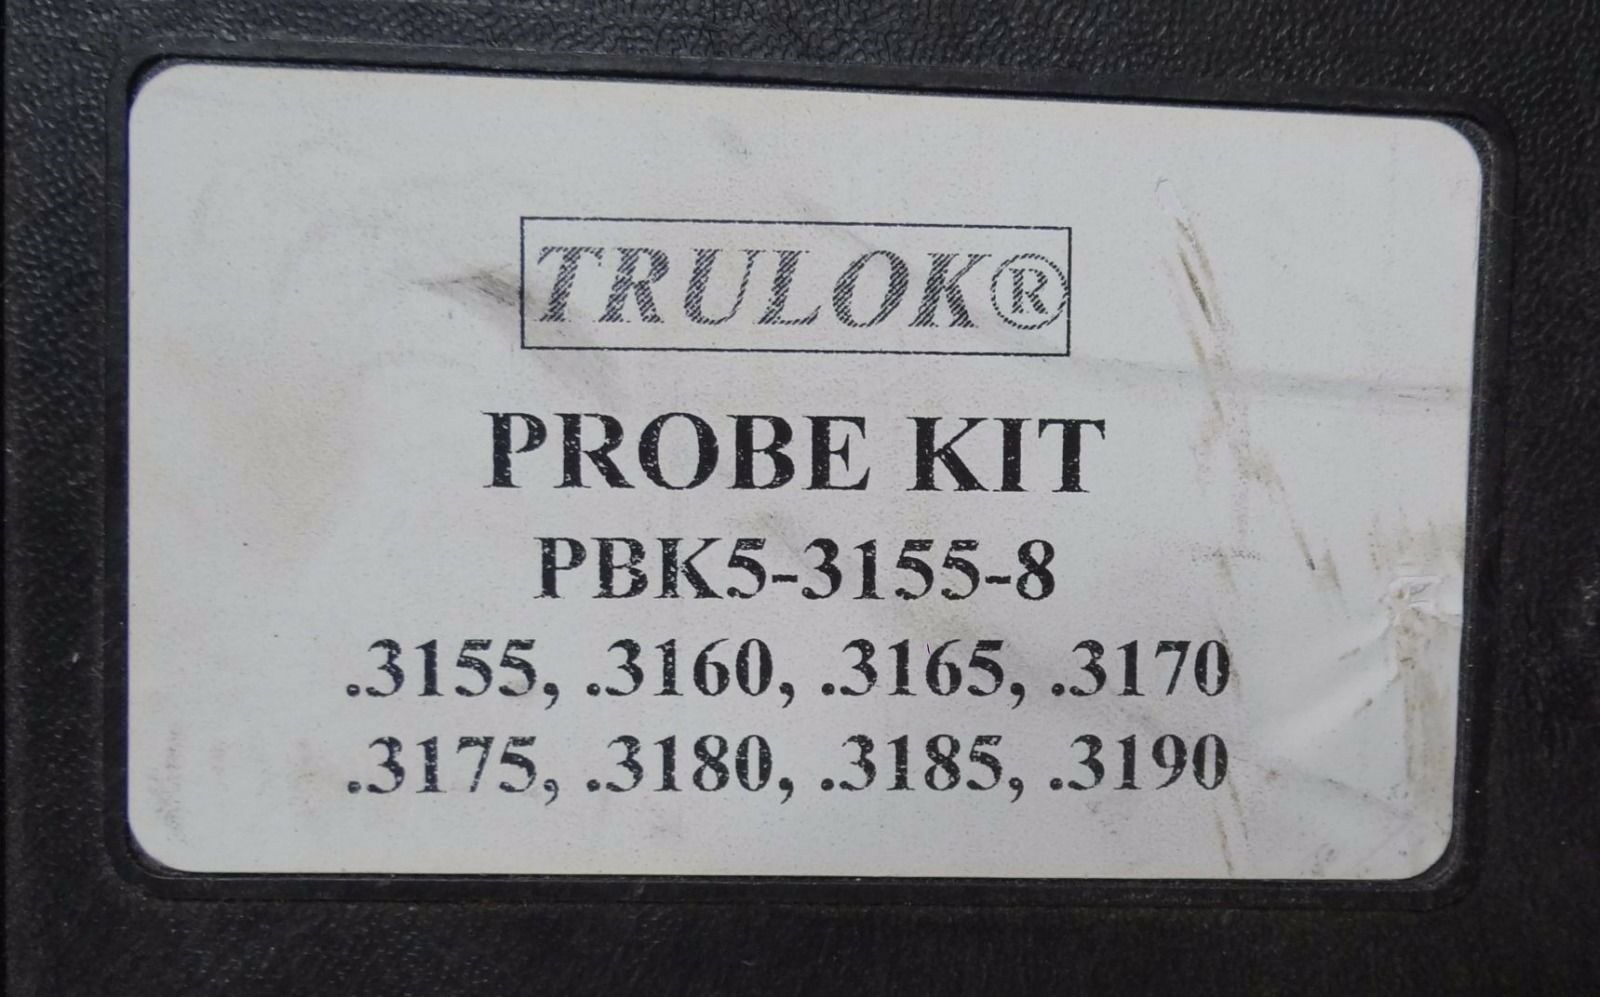 TRULOK®
PROBE KIT
PBK5-3155-8
.3155, .3160, .3165, .3170
.3175, .3180, .3185, .3190